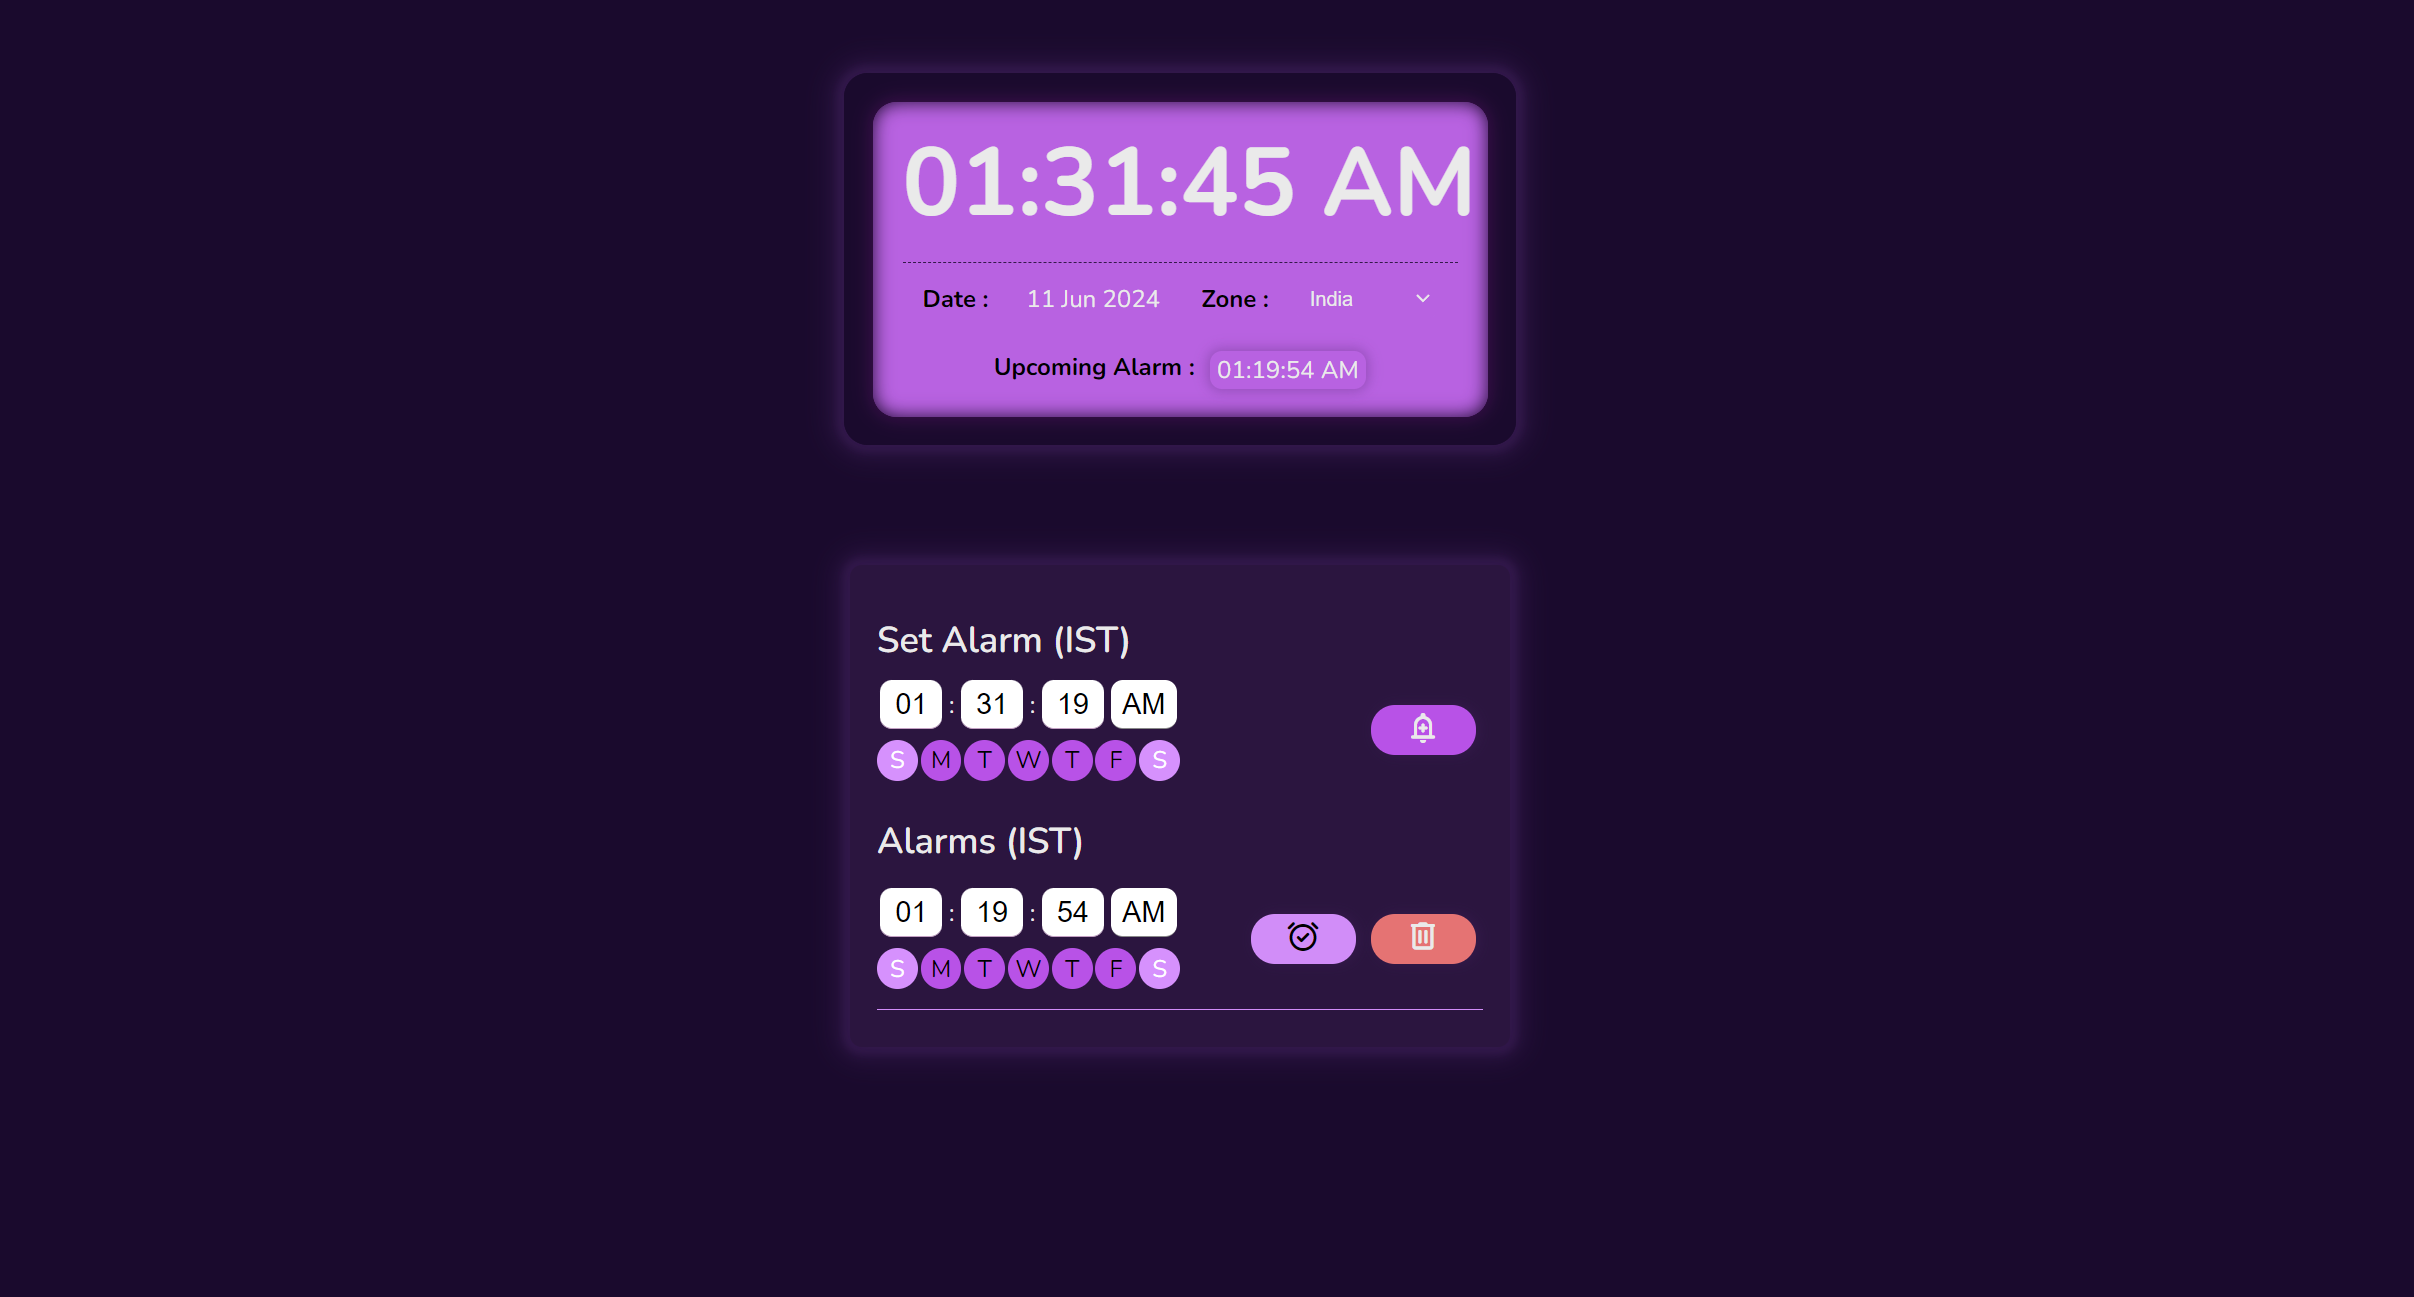 01:31:45 AM
Date : 11 Jun 2024 Zone : India
Upcoming Alarm : 01:19:54 AM
Set Alarm (IST)
01 : 31 : 19 AM
S M T W T F S
Alarms (IST)
01 : 19 : 54 AM
S M T W T F S